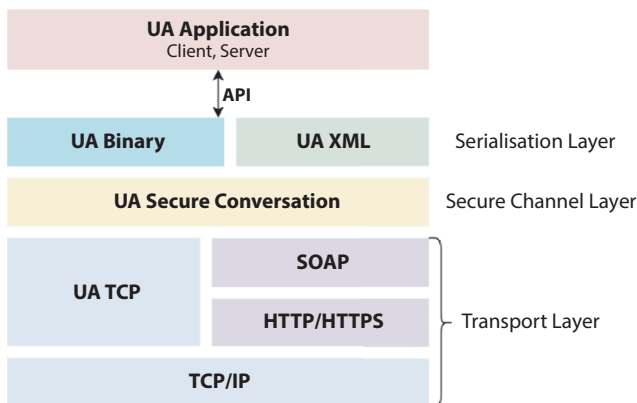 UA Application
Client, Server
API
UA Binary
UA XML
Serialisation Layer
UA Secure Conversation
Secure Channel Layer
UA TCP
SOAP
HTTP/HTTPS
Transport Layer
TCP/IP